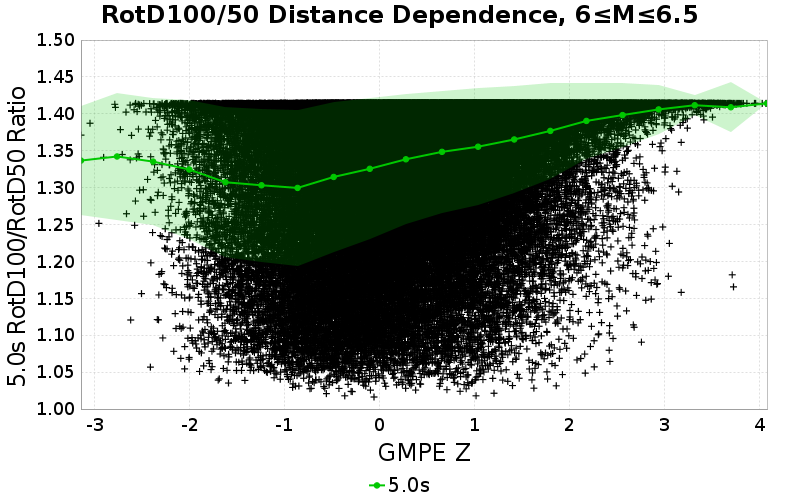 RotD100/50 Distance Dependence, 6≤M≤6.5
5.0s RotD100/RotD50 Ratio
1.50
1.45
1.40
1.35
1.30
1.25
1.20
1.15
1.10
1.05
1.00
-3 -2 -1 0 1 2 3 4
GMPE Z
5.0s